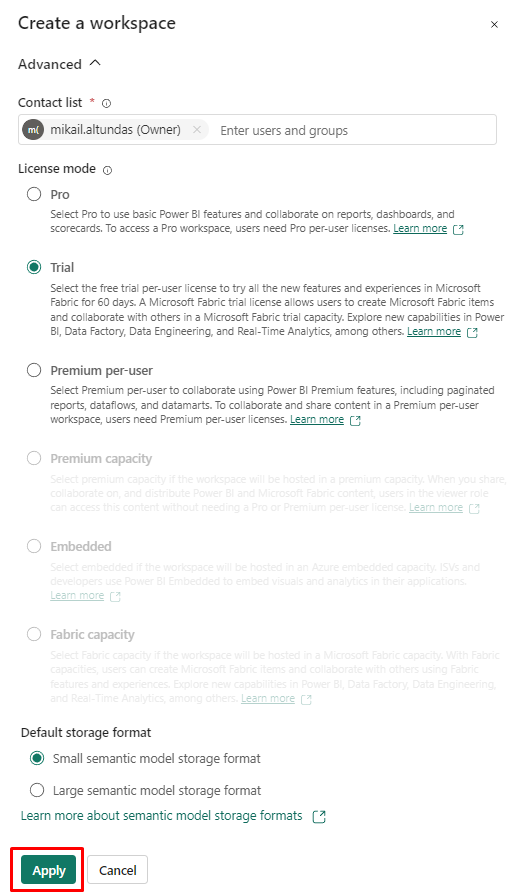 Create a workspace
Advanced
Contact list *
m( mikail.altundas (Owner) Enter users and groups
License mode
Pro
Select Pro to use basic Power BI features and collaborate on reports, dashboards, and
scorecards. To access a Pro workspace, users need Pro per-user licenses. Learn more
Trial
Select the free trial per-user license to try all the new features and experiences in Microsoft
Fabric for 60 days. A Microsoft Fabric trial license allows users to create Microsoft Fabric items
and collaborate with others in a Microsoft Fabric trial capacity. Explore new capabilities in Power
BI, Data Factory, Data Engineering, and Real-Time Analytics, among others. Learn more
Premium per-user
Select Premium per-user to collaborate using Power BI Premium features, including paginated
reports, dataflows, and datamarts. To collaborate and share content in a Premium per-user
workspace, users need Premium per-user licenses. Learn more
Premium capacity
Select premium capacity if the workspace will be hosted in a premium capacity. When you share,
collaborate on, and distribute Power BI and Microsoft Fabric content, users in the viewer role
can access this content without needing a Pro or Premium per-user license. Learn more
Embedded
Select embedded if the workspace will be hosted in an Azure embedded capacity. ISVs and
developers use Power BI Embedded to embed visuals and analytics in their applications.
Learn more
Fabric capacity
Select Fabric capacity if the workspace will be hosted in a Microsoft Fabric capacity. With Fabric
capacities, users can create Microsoft Fabric items and collaborate with others using Fabric
features and experiences. Explore new capabilities in Power BI, Data Factory, Data Engineering,
and Real-Time Analytics, among others. Learn more
Default storage format
Small semantic model storage format
Large semantic model storage format
Learn more about semantic model storage formats
Apply Cancel